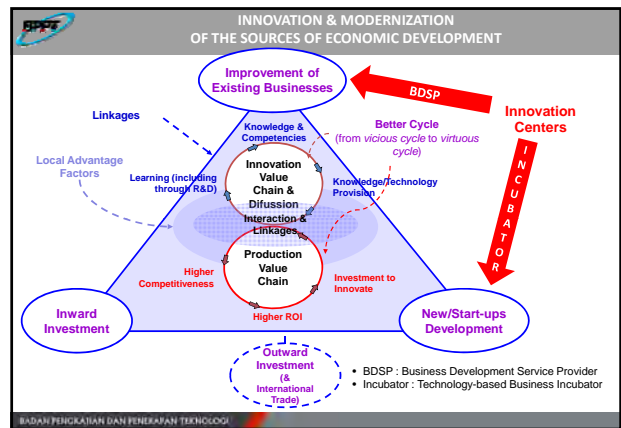 BPPT
INNOVATION & MODERNIZATION
OF THE SOURCES OF ECONOMIC DEVELOPMENT
Improvement of
Existing Businesses
BDSP
Innovation
Centers
INCUBATOR
Linkages
Knowledge &
Competencies
Better Cycle
(from vicious cycle to virtuous
cycle)
Local Advantage
Factors
Learning (including
through R&D)
Innovation
Value
Chain &
Difussion
Knowledge/Technology
Provision
Interaction &
Linkages
Production
Value
Chain
Higher
Competitiveness
Investment to
Innovate
Higher ROI
Inward
Investment
New/Start-ups
Development
Outward
Investment
(&
International
Trade)
• BDSP : Business Development Service Provider
• Incubator : Technology-based Business Incubator
BADAN PENGKAJIAN DAN PENERAPAN TEKNOLOGI